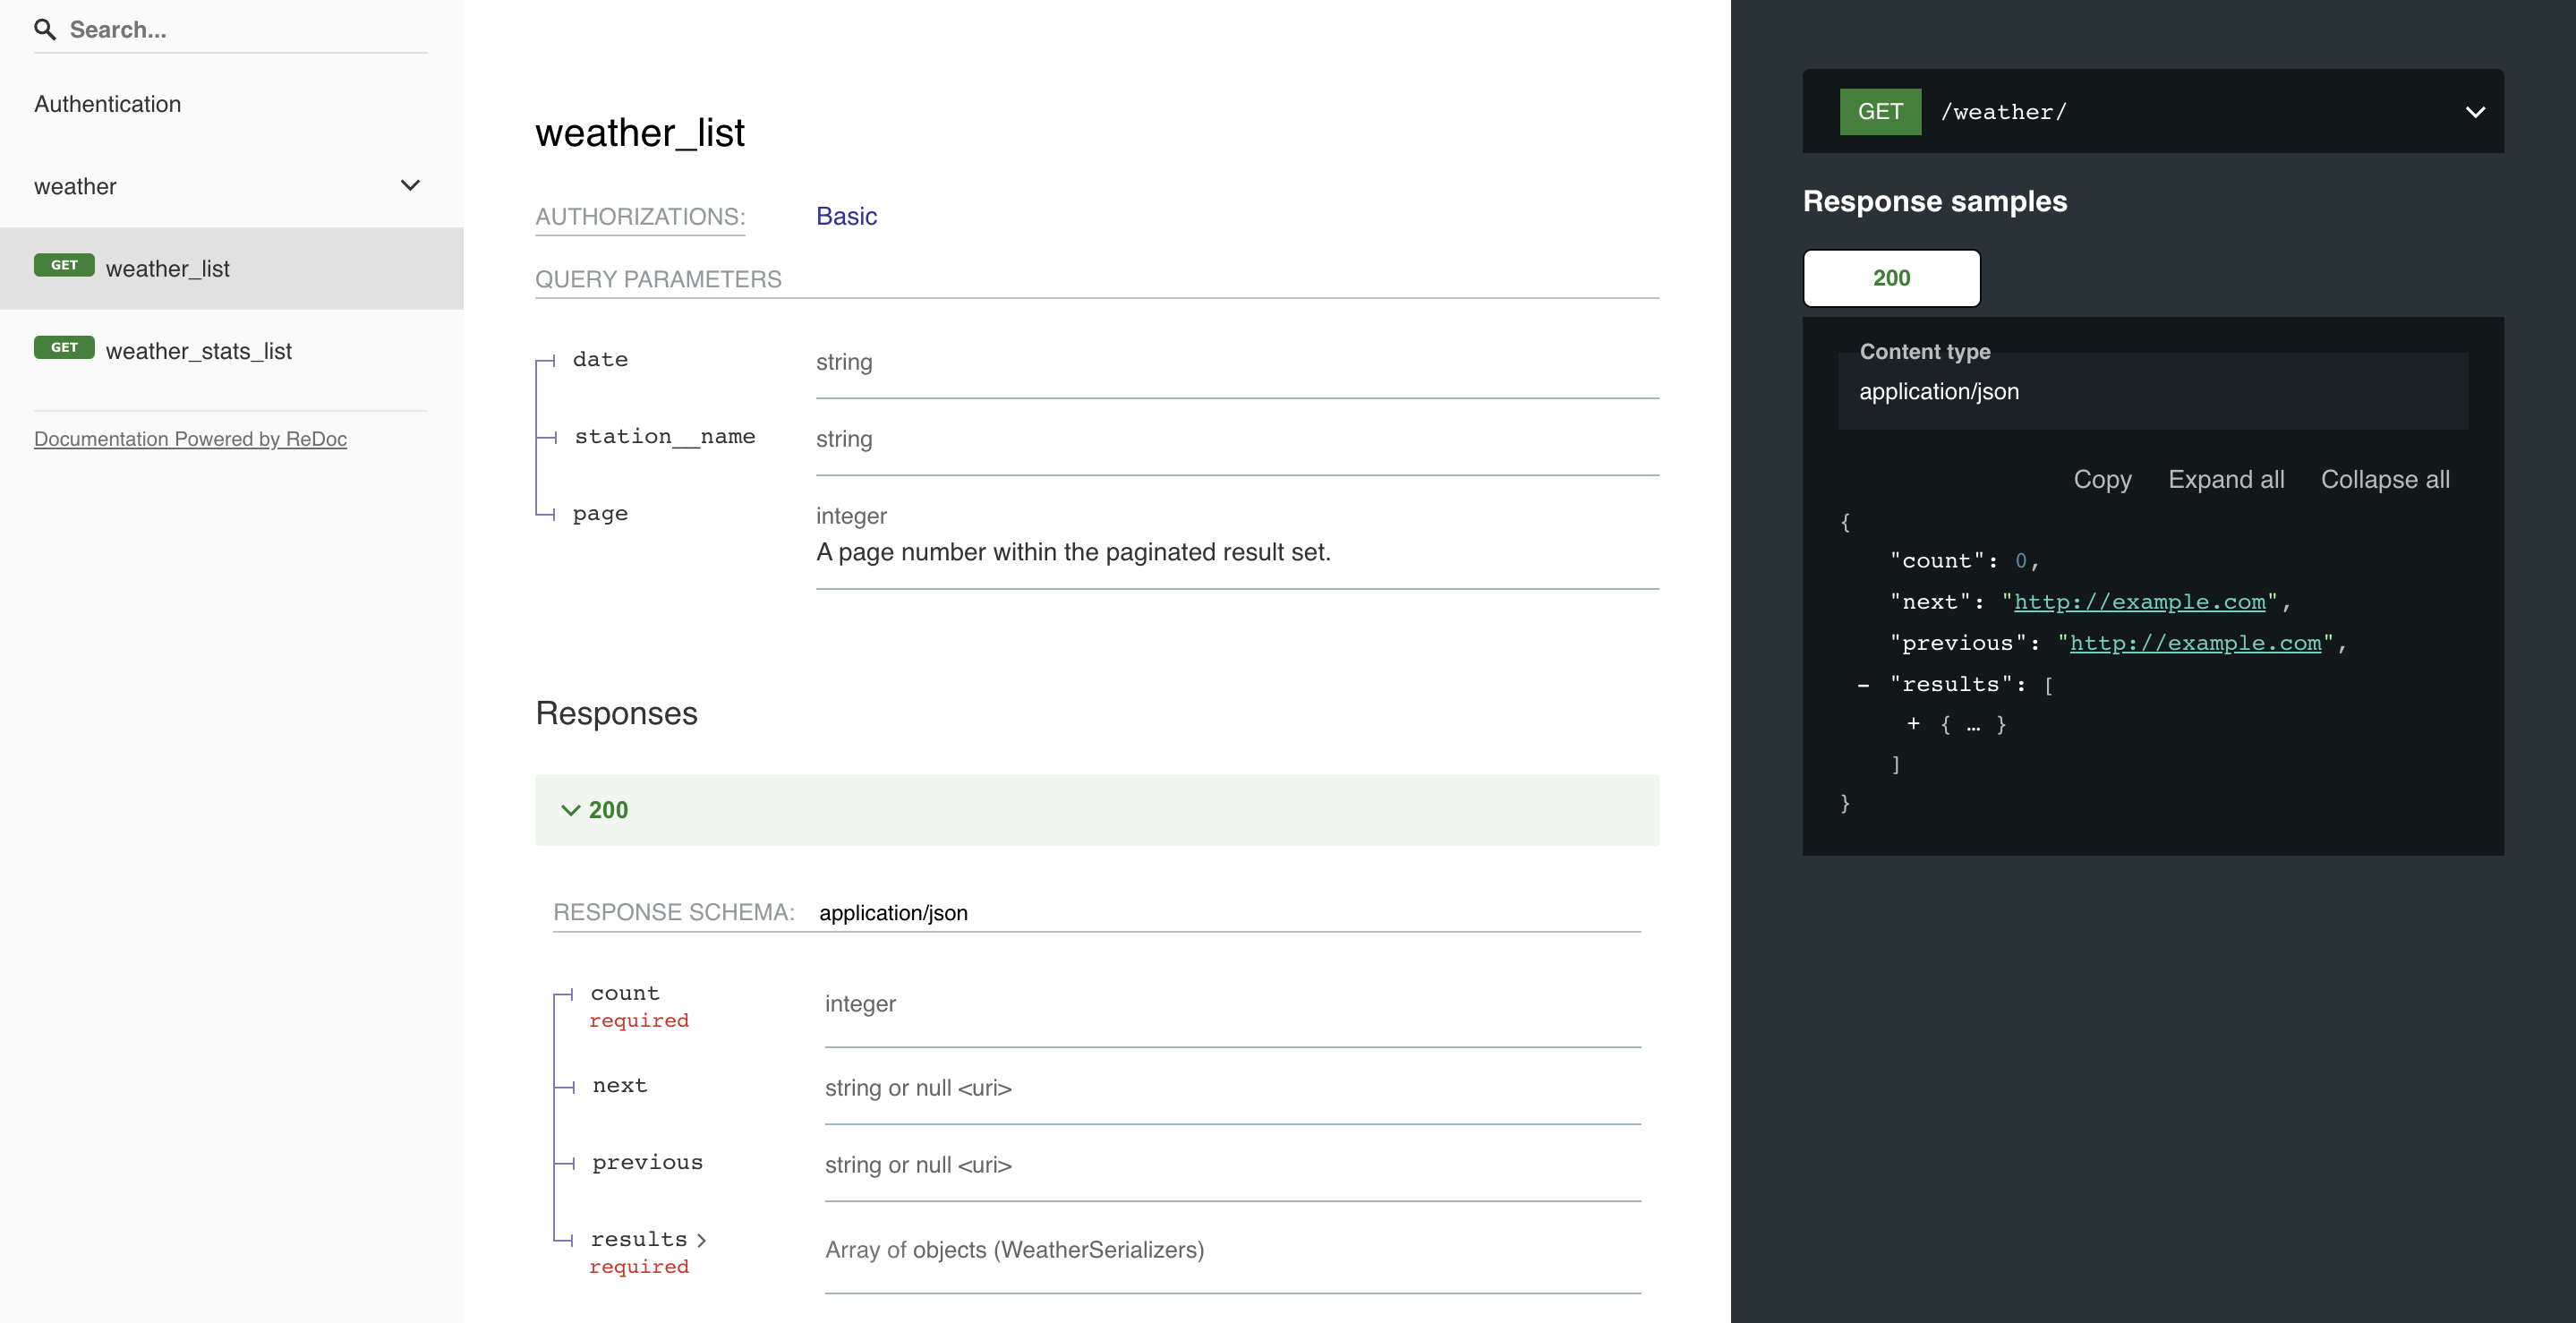 Search...
Authentication
weather
GET weather_list
GET weather_stats_list
Documentation Powered by ReDoc
weather_list
AUTHORIZATIONS: Basic
QUERY PARAMETERS
date string
station__name string
page integer
A page number within the paginated result set.
Responses
200
RESPONSE SCHEMA: application/json
count integer
required
next string or null <uri>
previous string or null <uri>
results Array of objects (WeatherSerializers)
required
GET /weather/
Response samples
200
Content type
application/json
Copy Expand all Collapse all
{
"count": 0,
"next": "http://example.com",
"previous": "http://example.com",
- "results": [
+ { … }
]
}